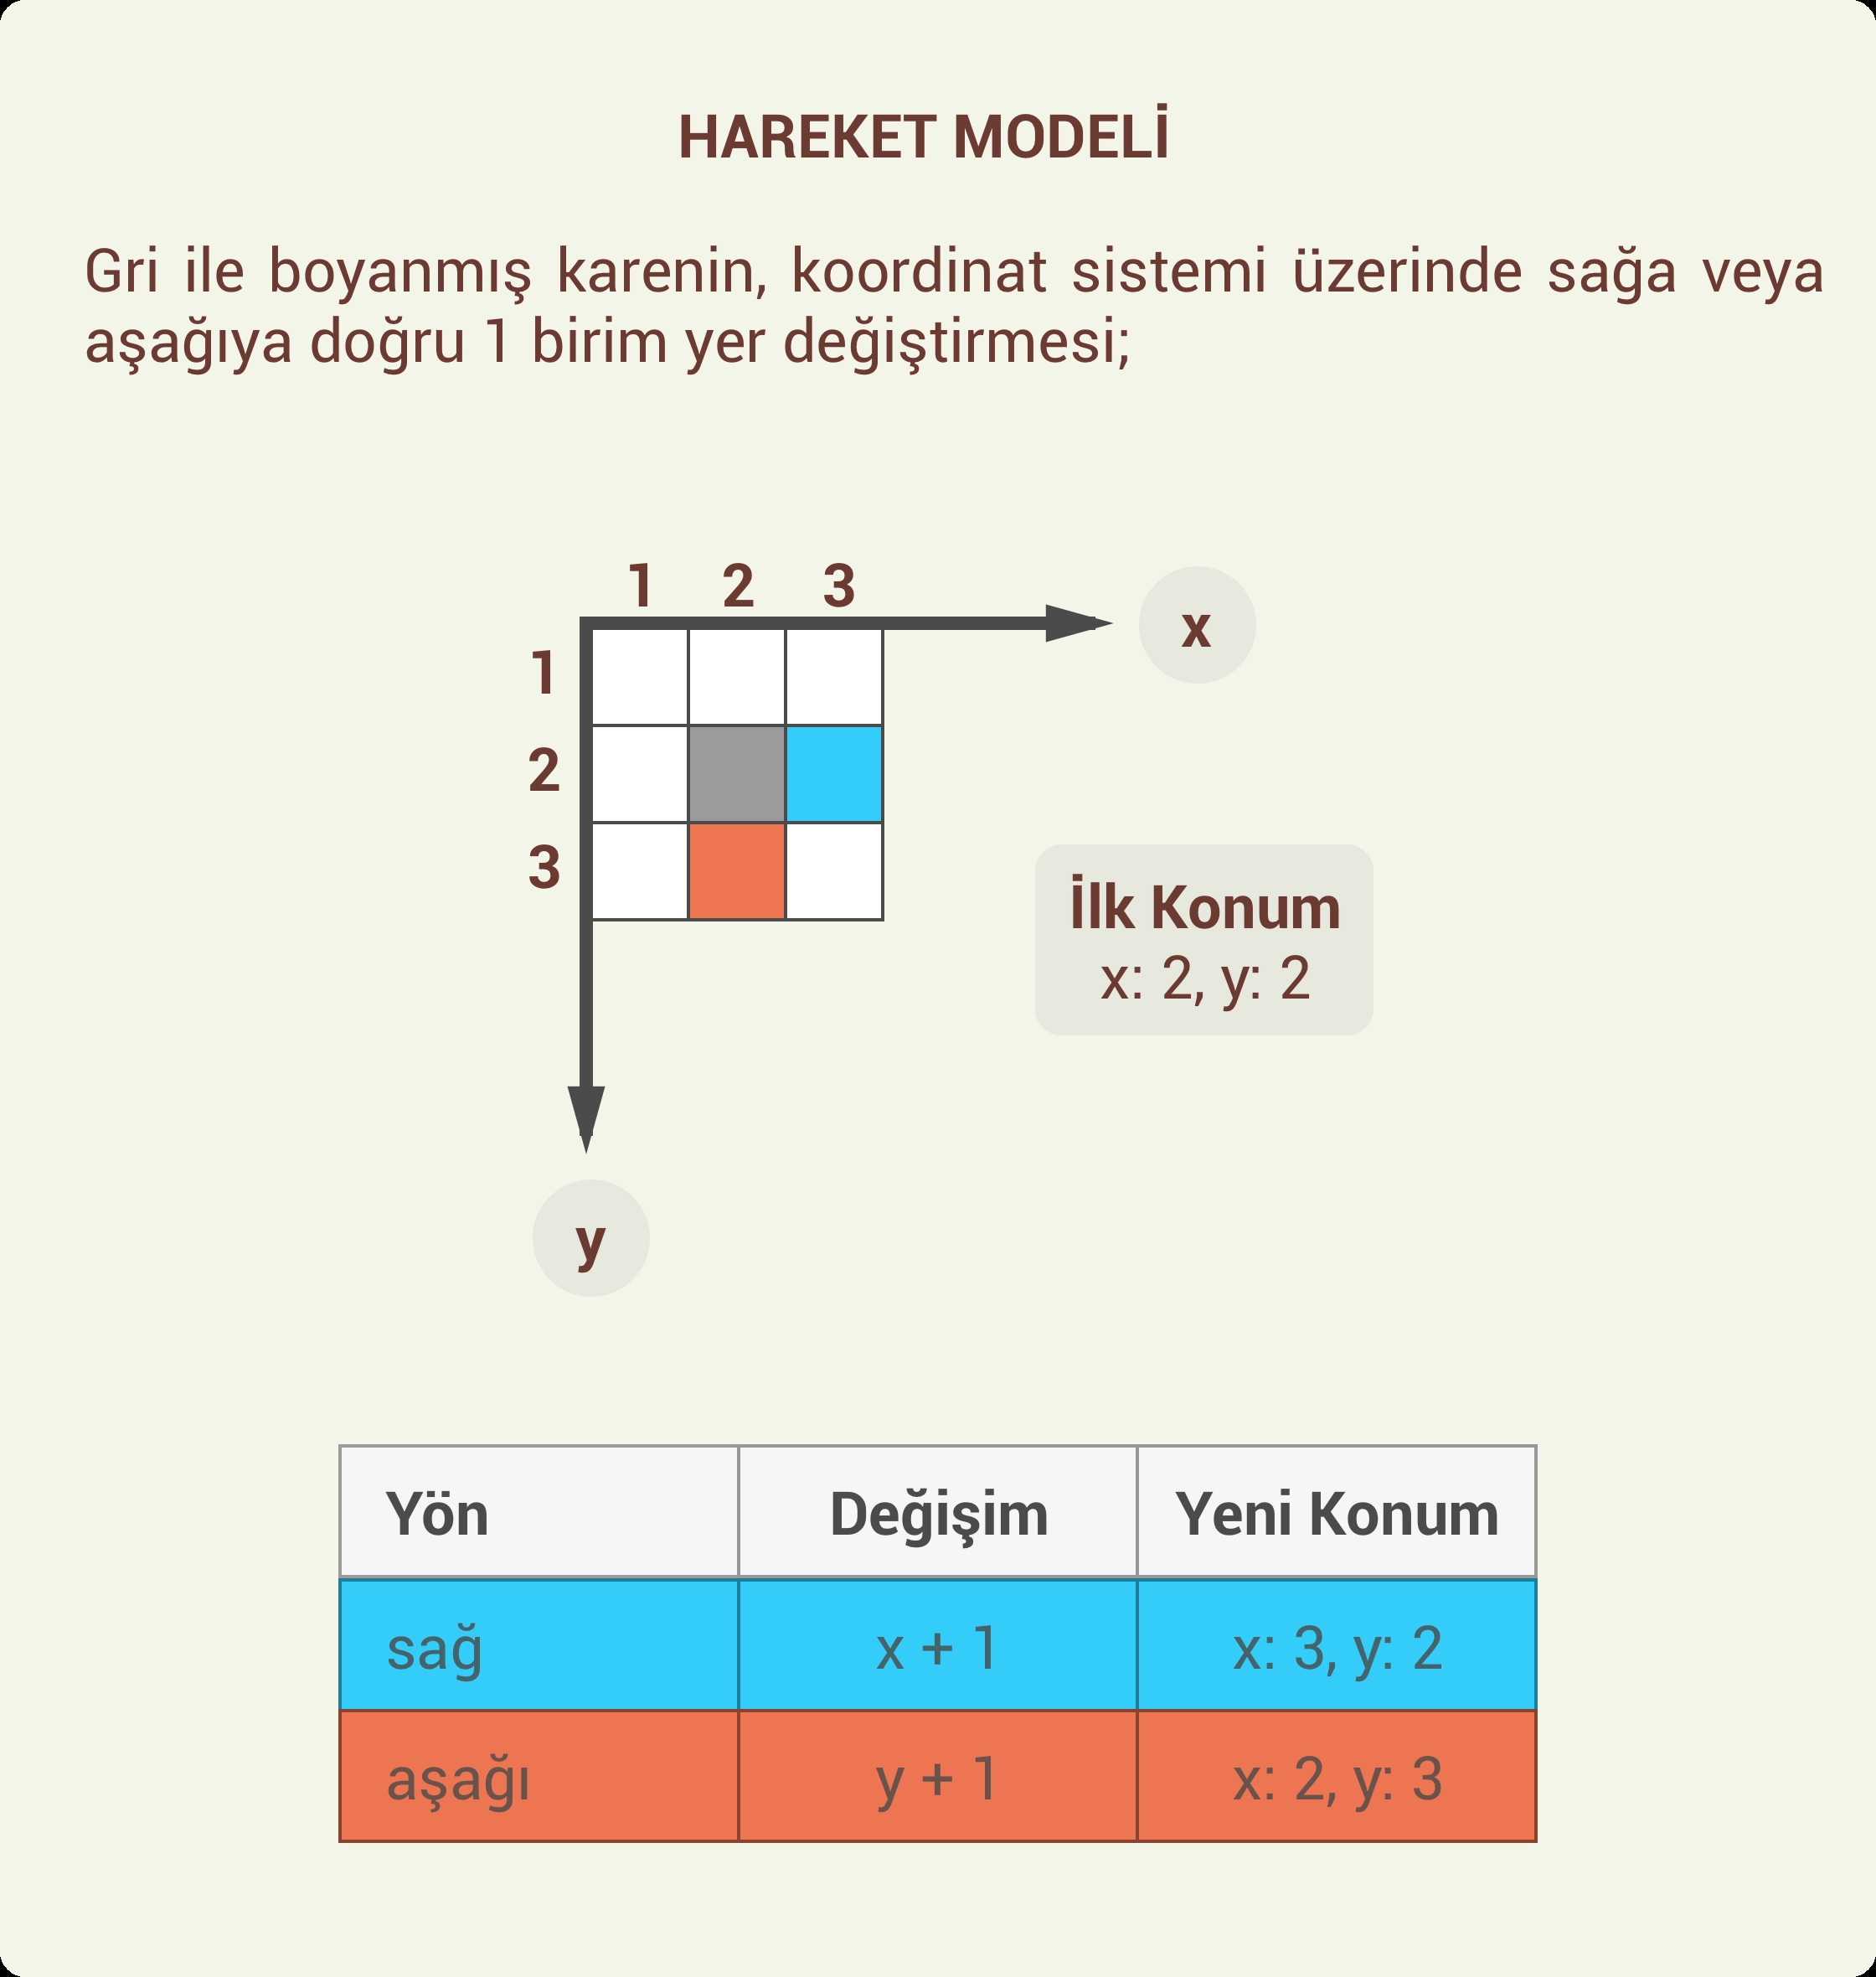 HAREKET MODELİ
Gri ile boyanmış karenin, koordinat sistemi üzerinde sağa veya
aşağıya doğru 1 birim yer değiştirmesi;
1 2 3
x
1
2
3
İlk Konum
x: 2, y: 2
y
Yön Değişim Yeni Konum
sağ x + 1 x: 3, y: 2
aşağı y + 1 x: 2, y: 3